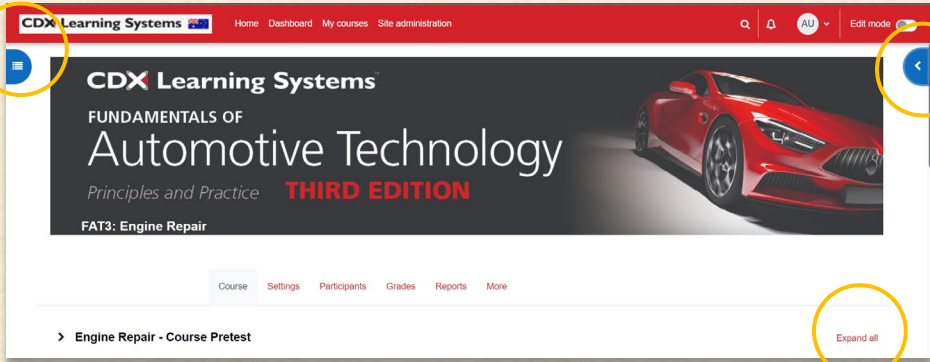 CDX Learning Systems
Home Dashboard My courses Site administration
AU
Edit mode
CDX Learning Systems™
FUNDAMENTALS OF
Automotive Technology
Principles and Practice THIRD EDITION
FAT3: Engine Repair
Course Settings Participants Grades Reports More
Engine Repair - Course Pretest
Expand all